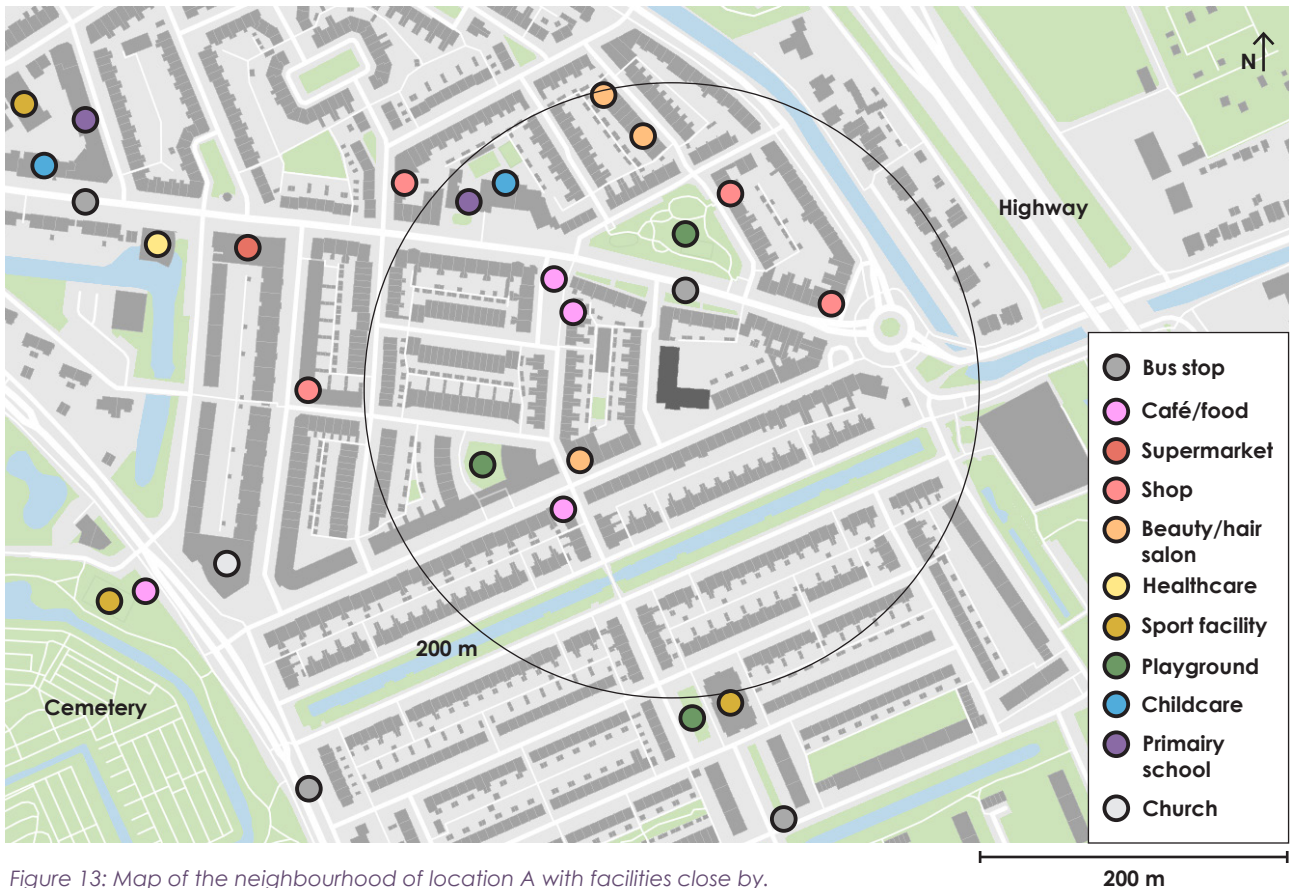 N
Highway
Bus stop
Café/food
Supermarket
Shop
Beauty/hair
salon
Healthcare
Sport facility
Playground
Childcare
Primairy
school
Church
200 m
Cemetery
200 m
Figure 13: Map of the neighbourhood of location A with facilities close by.